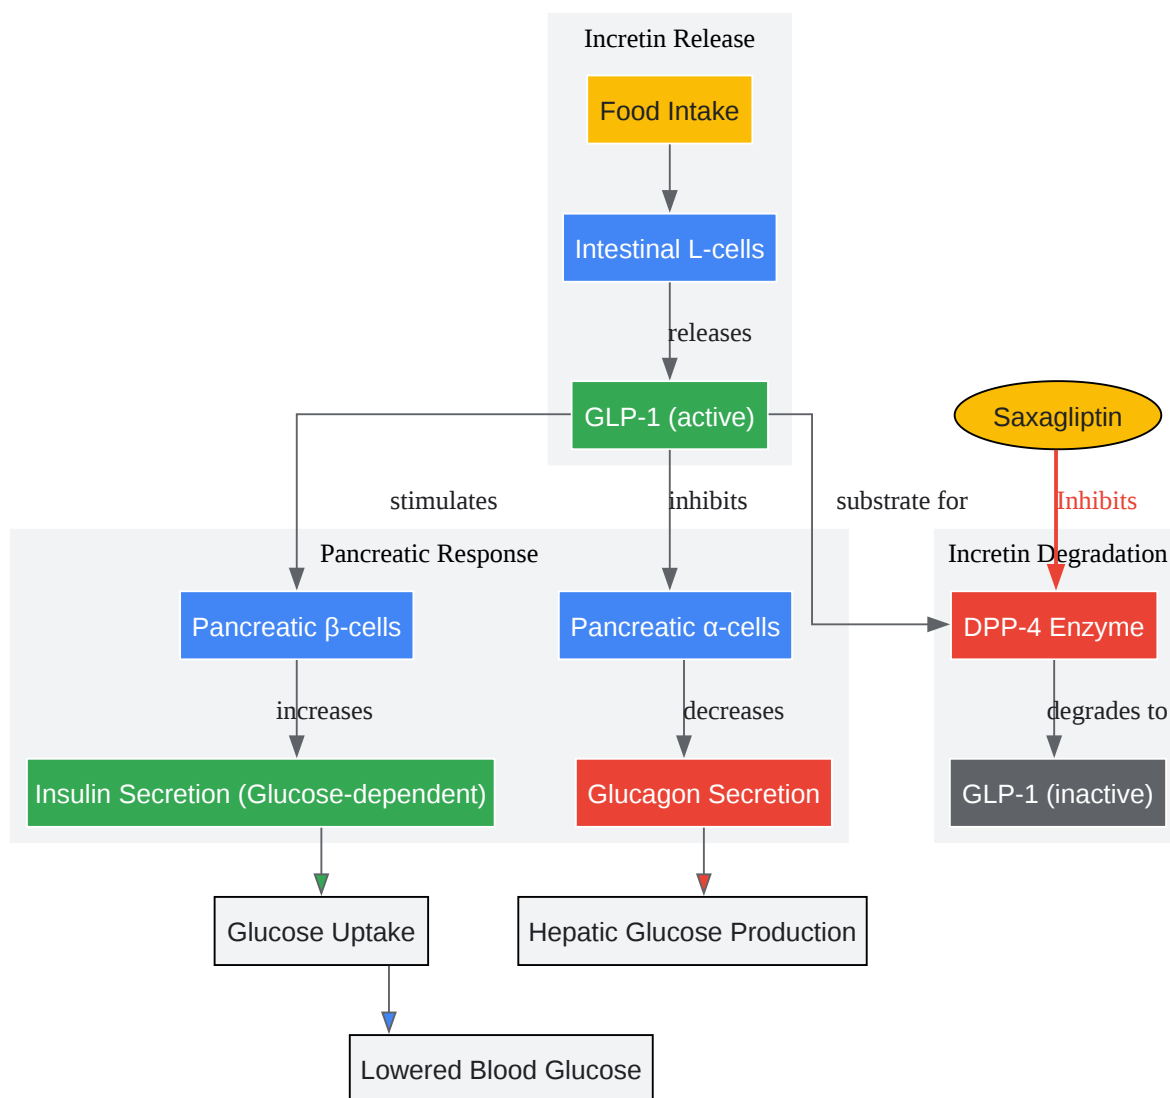 Incretin Release
Food Intake
Intestinal L-cells
releases
GLP-1 (active)
Saxagliptin
stimulates
inhibits
substrate for
Inhibits
Pancreatic Response
Incretin Degradation
Pancreatic β-cells
Pancreatic α-cells
DPP-4 Enzyme
increases
decreases
degrades to
Insulin Secretion (Glucose-dependent)
Glucagon Secretion
GLP-1 (inactive)
Glucose Uptake
Hepatic Glucose Production
Lowered Blood Glucose